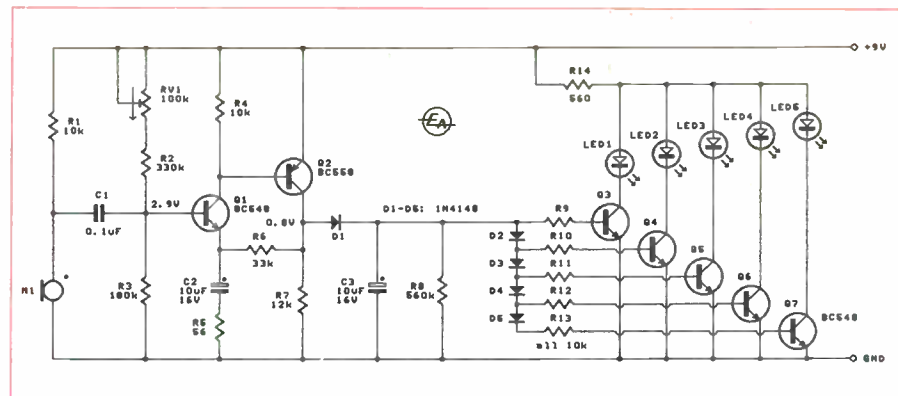 +9V
R1
10k
RV1
100k
R2
330k
R4
10k
EA
R14
560
LED1
LED2
LED3
LED4
LED5
C1
0.1uF
2.9V
Q1
BC548
Q2
BC558
0.8V
D1
D1-D5: 1N4148
R9
Q3
D2
R10
Q4
D3
R11
Q5
D4
R12
Q6
D5
R13
Q7
BC548
all 10k
R6
33k
M1
R3
180k
C2
10uF
16V
R5
56
R7
12k
C3
10uF
16V
R8
560k
GND